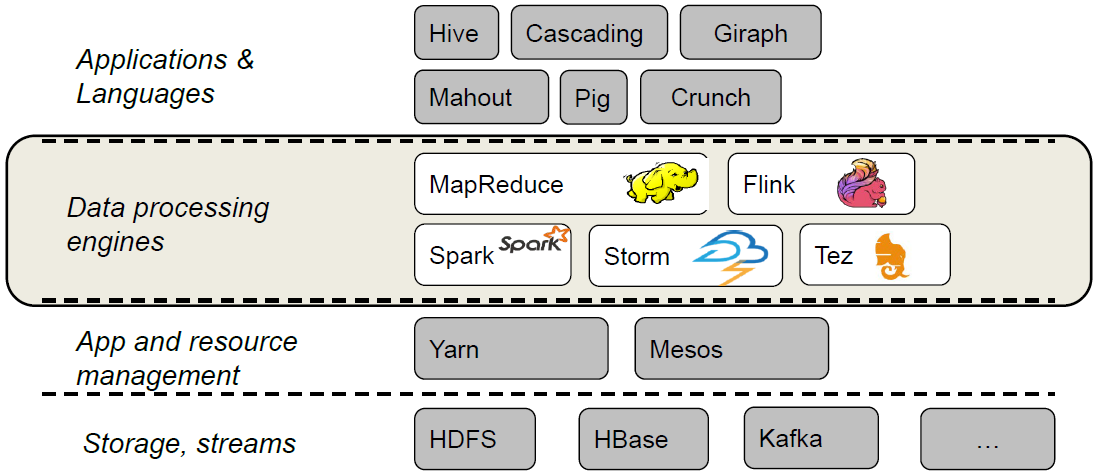 Applications &
Languages
Hive
Cascading
Giraph
Mahout
Pig
Crunch
Data processing
engines
MapReduce
Flink
Spark
Spark
Storm
Tez
App and resource
management
Yarn
Mesos
Storage, streams
HDFS
HBase
Kafka
…